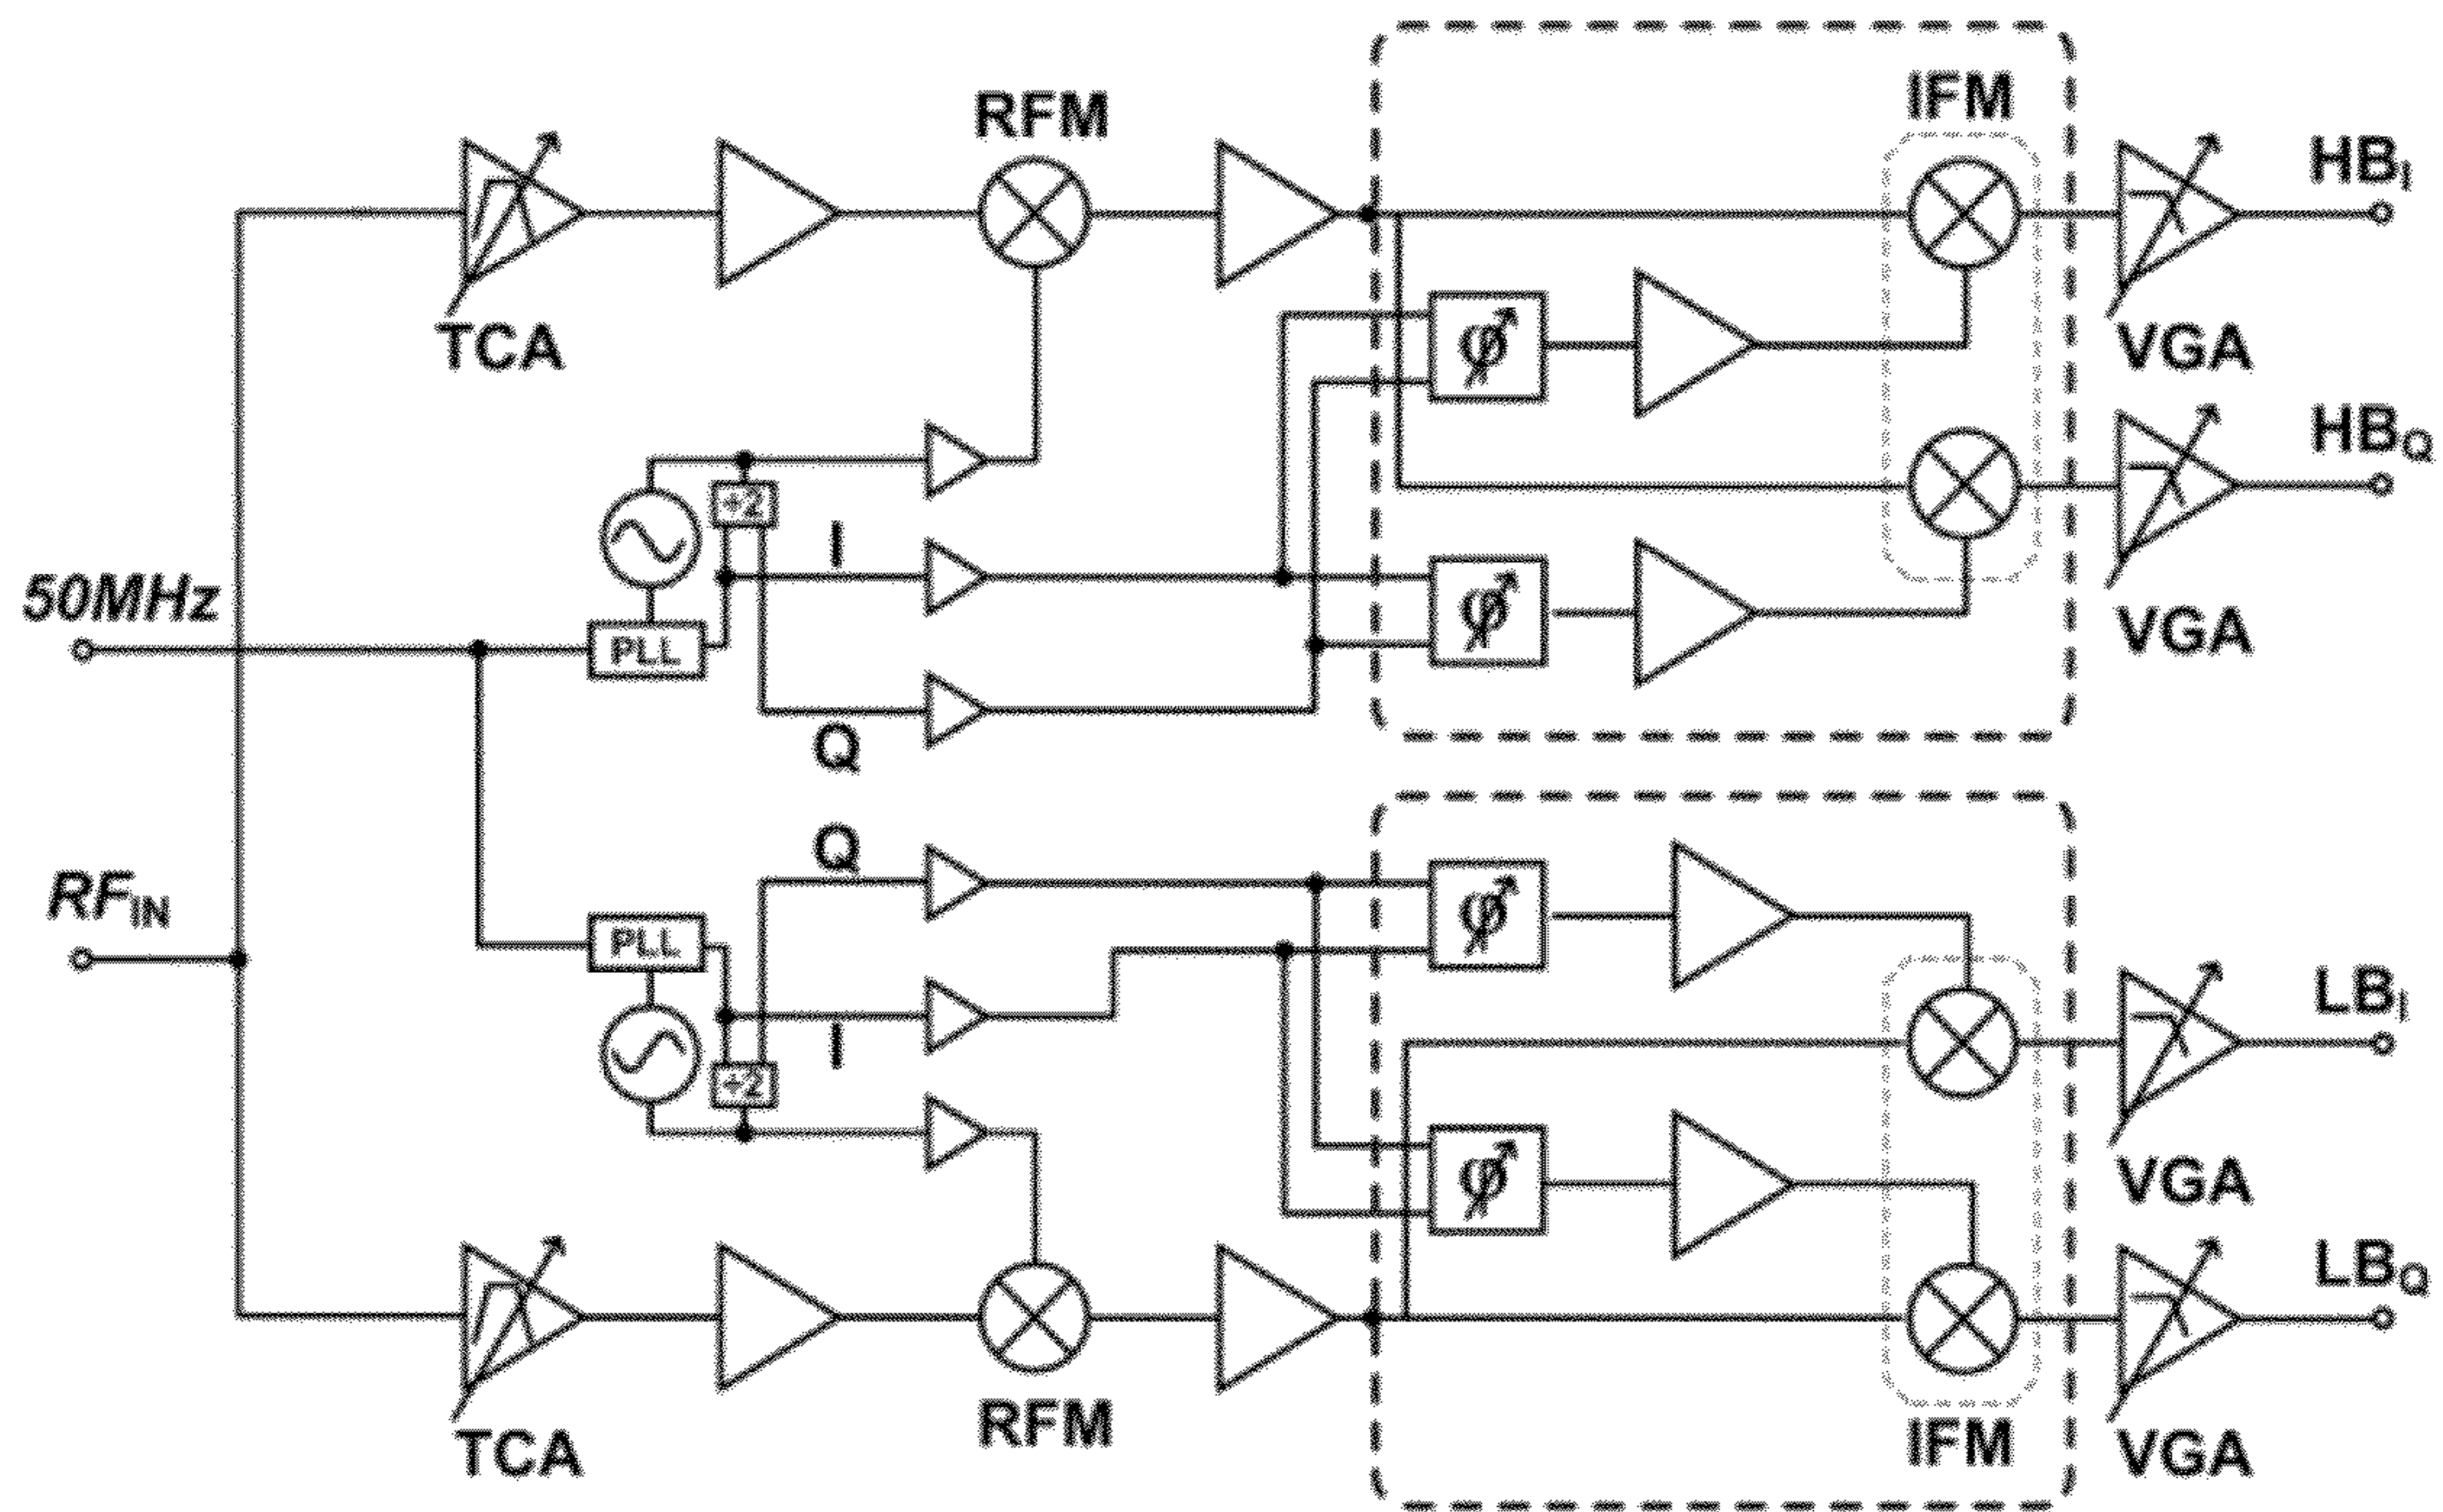 RFM
IFM
HB_I
TCA
VGA
φ
HB_Q
÷2
I
50MHz
PLL
φ
VGA
Q
Q
RF_IN
PLL
φ
LB_I
I
÷2
φ
VGA
LB_Q
TCA
RFM
IFM
VGA